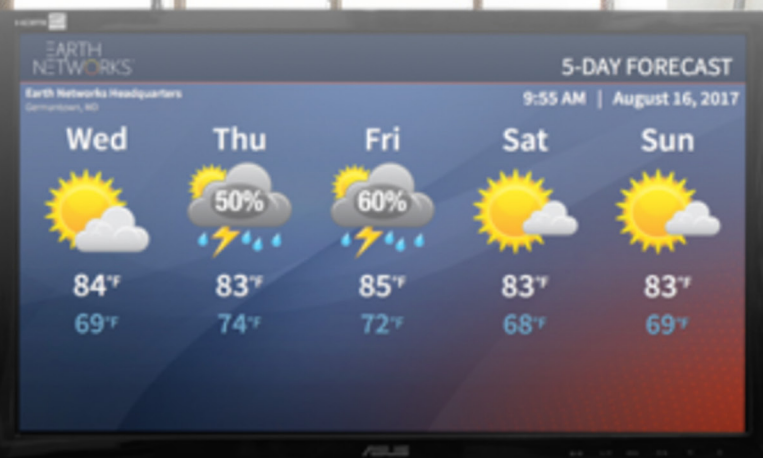 HDMI
EARTH
NETWORKS
5-DAY FORECAST
Earth Networks Headquarters
Germantown, MD
9:55 AM | August 16, 2017
Wed Thu Fri Sat Sun
50% 60%
84°F 83°F 85°F 83°F 83°F
69°F 74°F 72°F 68°F 69°F
ASUS